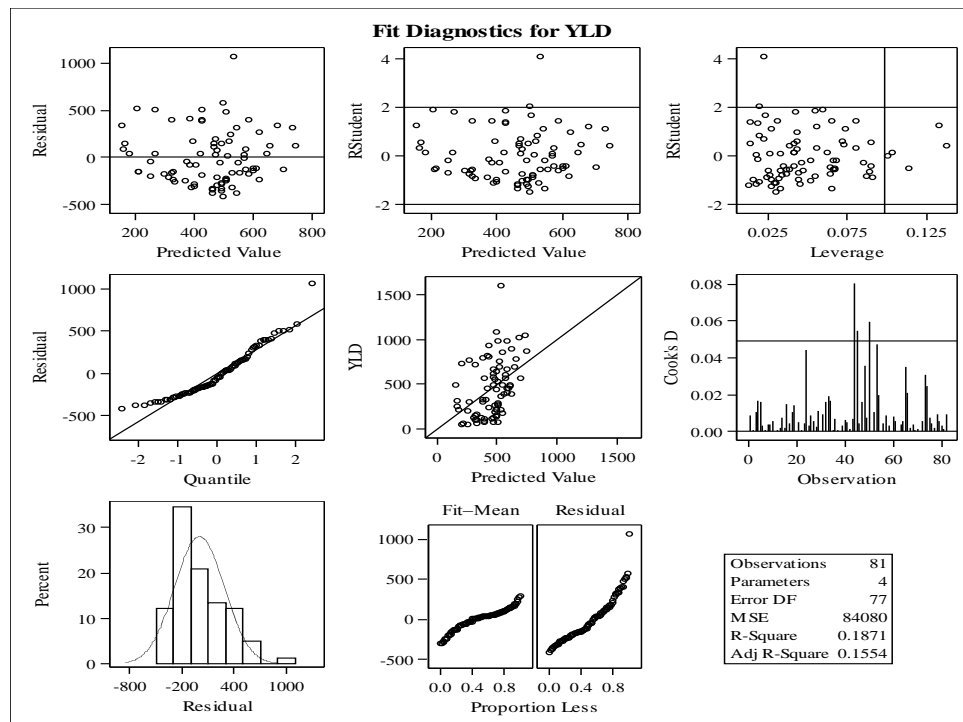 Fit Diagnostics for YLD
1000
500
0
-500
Residual
200 400 600 800
Predicted Value
4
2
0
-2
RStudent
200 400 600 800
Predicted Value
4
2
0
-2
RStudent
0.025 0.075 0.125
Leverage
1000
500
0
-500
Residual
-2 -1 0 1 2
Quantile
1500
1000
500
0
YLD
0 500 1000 1500
Predicted Value
0.08
0.06
0.04
0.02
0.00
Cook's D
0 20 40 60 80
Observation
30
20
10
0
Percent
-800 -200 400 1000
Residual
Fit–Mean Residual
1000
500
0
-500
0.0 0.4 0.8 0.0 0.4 0.8
Proportion Less
Observations 81
Parameters 4
Error DF 77
MSE 84080
R-Square 0.1871
Adj R-Square 0.1554